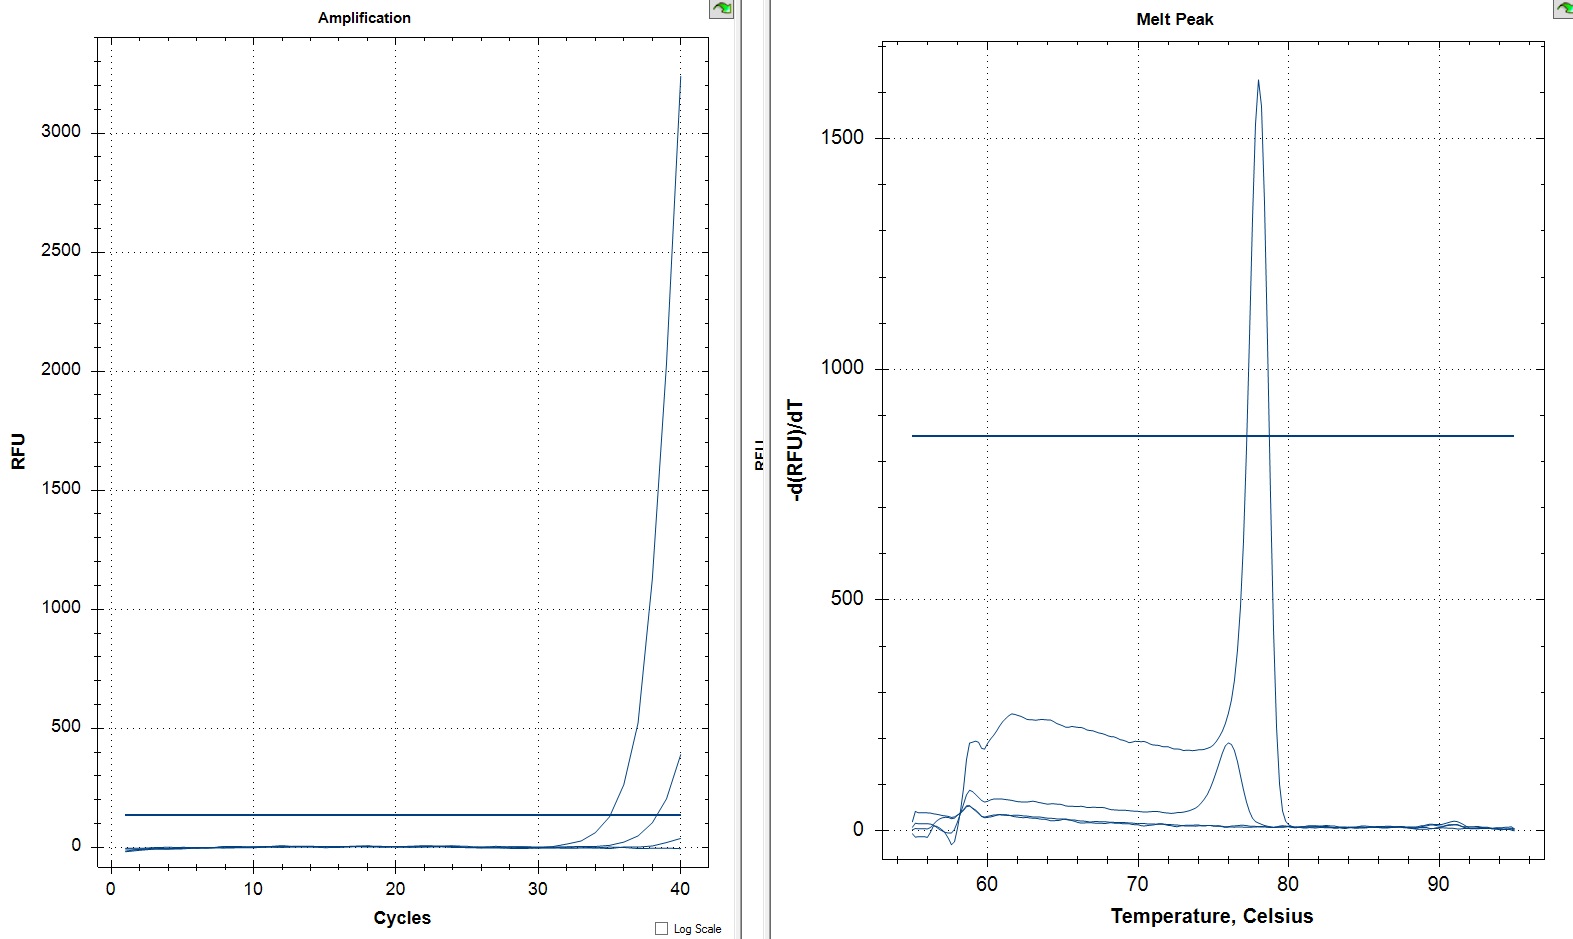 Amplification
3000
2500
2000
1500
1000
500
0
RFU
0 10 20 30 40
Cycles
Log Scale
RFU
Melt Peak
1500
1000
500
0
-d(RFU)/dT
60 70 80 90
Temperature, Celsius